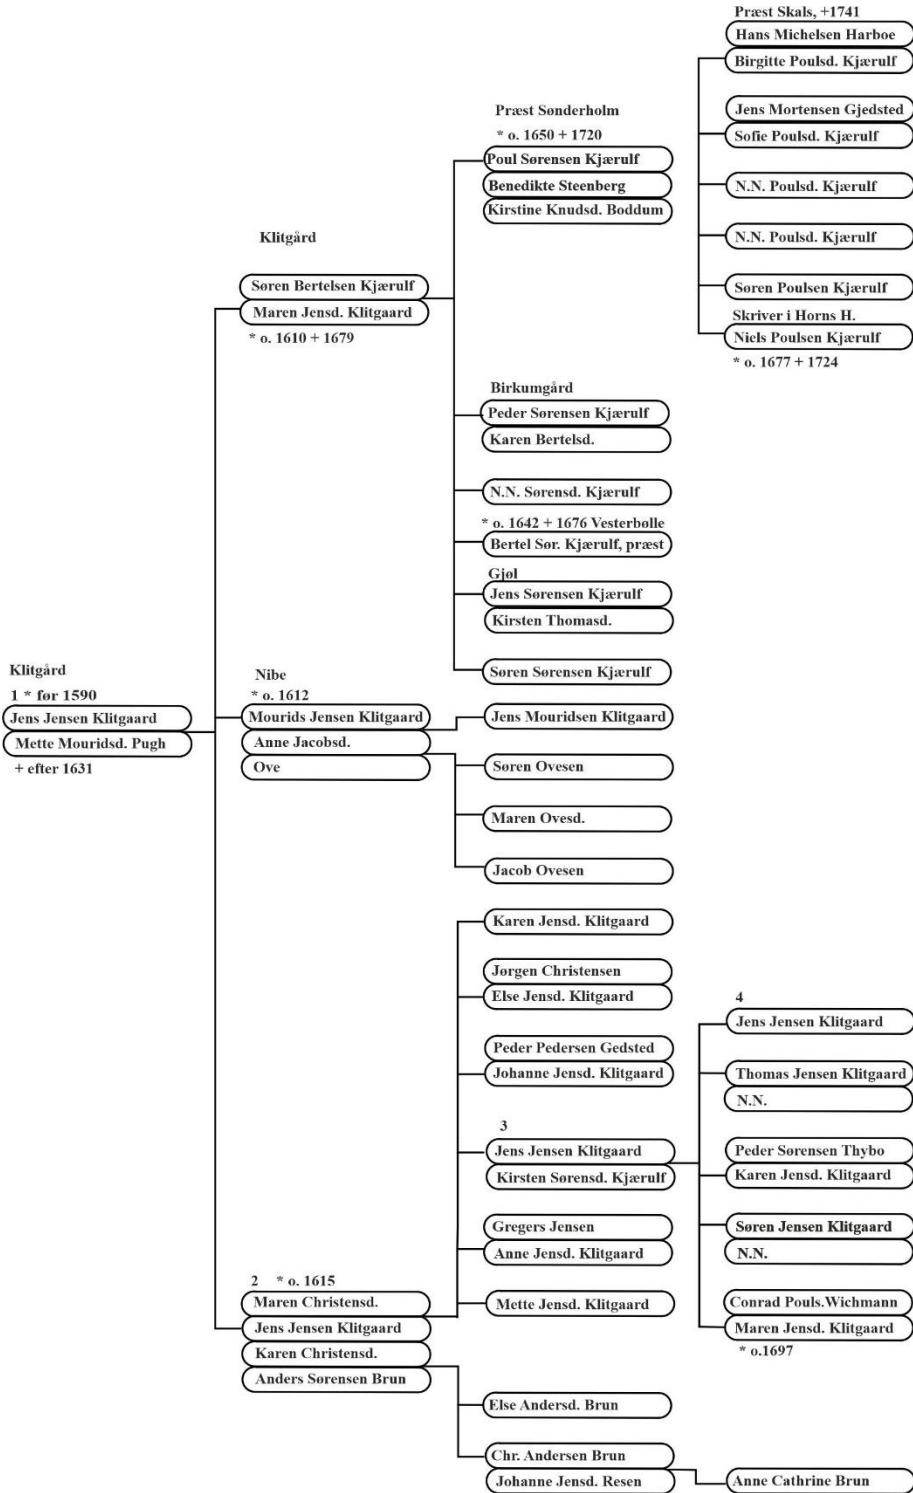 Præst Skals, +1741
Hans Michelsen Harboe
Birgitte Poulsd. Kjærulf
Jens Mortensen Gjedsted
Sofie Poulsd. Kjærulf
N.N. Poulsd. Kjærulf
N.N. Poulsd. Kjærulf
Søren Poulsen Kjærulf
Skriver i Horns H.
Niels Poulsen Kjærulf
* o. 1677 + 1724
Præst Sønderholm
* o. 1650 + 1720
Poul Sørensen Kjærulf
Benedikte Steenberg
Kirstine Knudsd. Boddum
Klitgård
Søren Bertelsen Kjærulf
Maren Jensd. Klitgaard
* o. 1610 + 1679
Birkumgård
Peder Sørensen Kjærulf
Karen Bertelsd.
N.N. Sørensd. Kjærulf
* o. 1642 + 1676 Vesterbølle
Bertel Sør. Kjærulf, præst
Gjøl
Jens Sørensen Kjærulf
Kirsten Thomasd.
Søren Sørensen Kjærulf
Klitgård
1 * før 1590
Jens Jensen Klitgaard
Mette Mouridsd. Pugh
+ efter 1631
Nibe
* o. 1612
Mourids Jensen Klitgaard
Anne Jacobsd.
Ove
Jens Mouridsen Klitgaard
Søren Ovesen
Maren Ovesd.
Jacob Ovesen
Karen Jensd. Klitgaard
Jørgen Christensen
Else Jensd. Klitgaard
Peder Pedersen Gedsted
Johanne Jensd. Klitgaard
3
Jens Jensen Klitgaard
Kirsten Sørensd. Kjærulf
Gregers Jensen
Anne Jensd. Klitgaard
Mette Jensd. Klitgaard
4
Jens Jensen Klitgaard
Thomas Jensen Klitgaard
N.N.
Peder Sørensen Thybo
Karen Jensd. Klitgaard
Søren Jensen Klitgaard
N.N.
Conrad Pouls.Wichmann
Maren Jensd. Klitgaard
* o.1697
2 * o. 1615
Maren Christensd.
Jens Jensen Klitgaard
Karen Christensd.
Anders Sørensen Brun
Else Andersd. Brun
Chr. Andersen Brun
Johanne Jensd. Resen
Anne Cathrine Brun